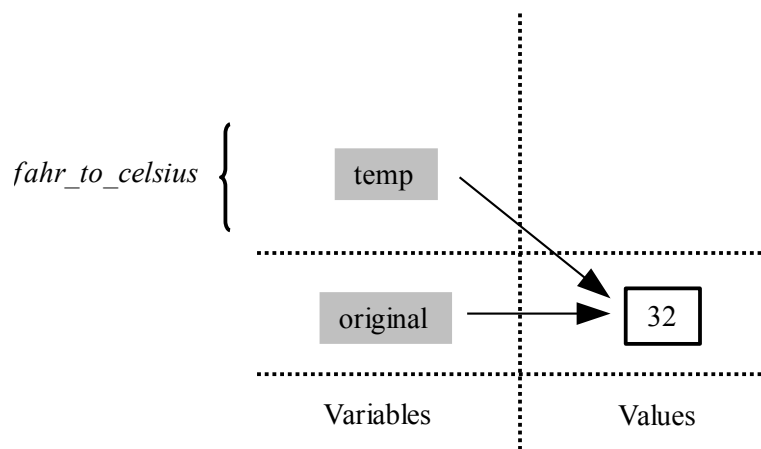 fahr_to_celsius
temp
original
32
Variables
Values